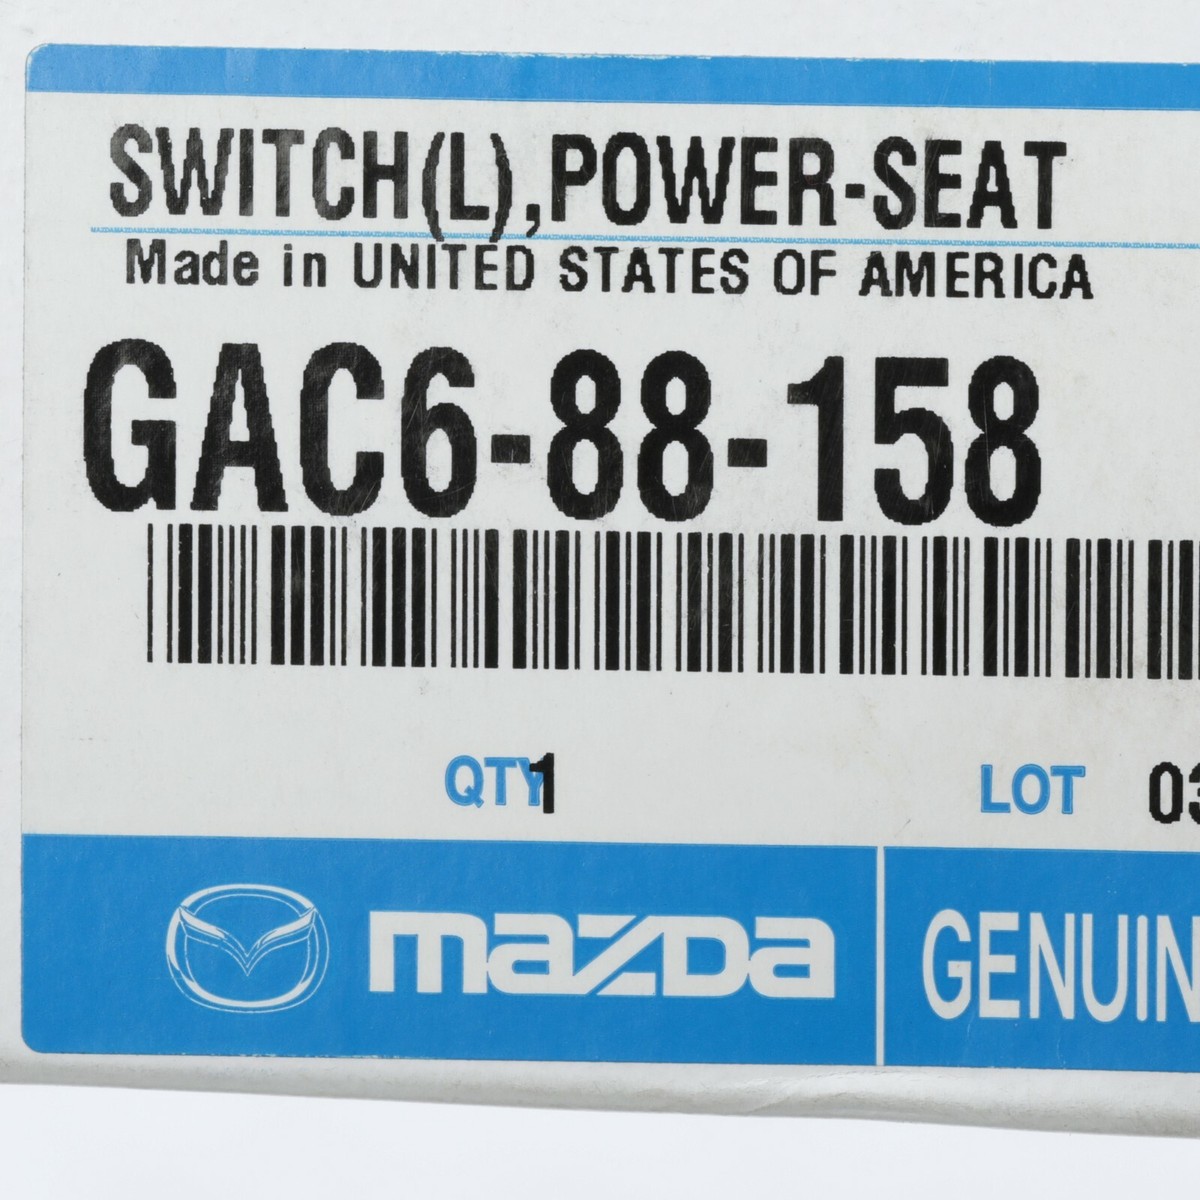 SWITCH(L),POWER-SEAT
Made in UNITED STATES OF AMERICA
GAC6-88-158
QTY 1
LOT 03
mazda
GENUIN